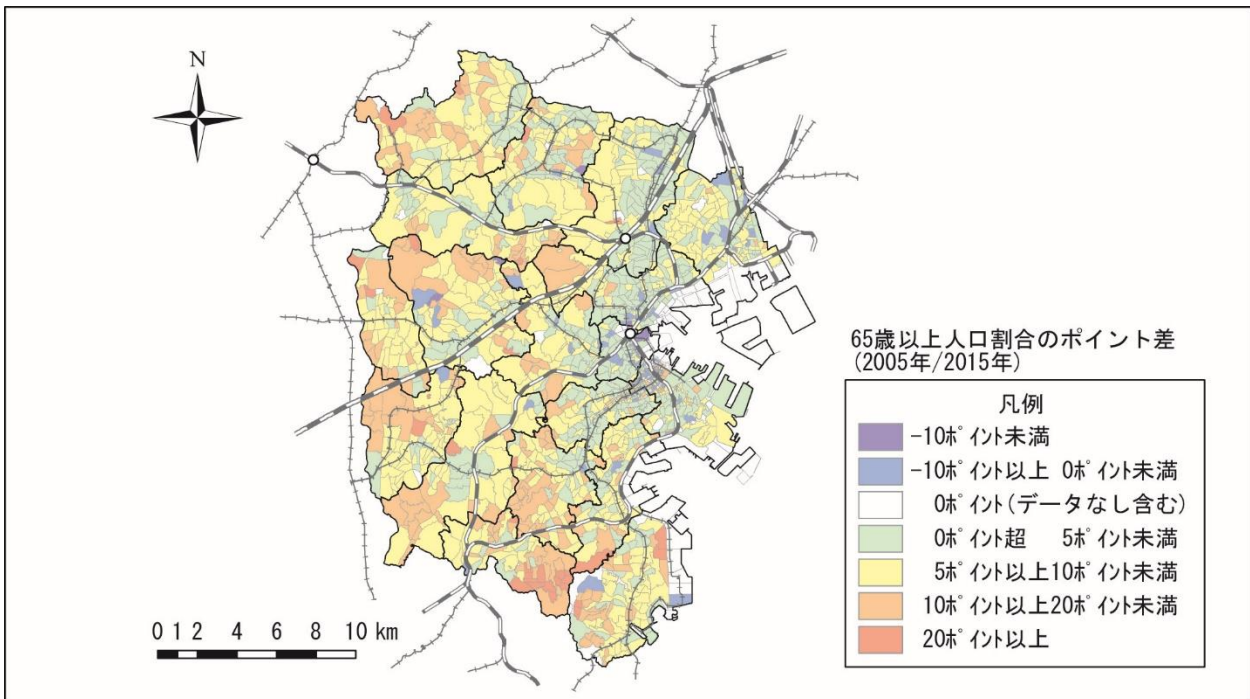 N
65歳以上人口割合のポイント差
(2005年/2015年)
凡例
-10ﾎﾟｲﾝﾄ未満
-10ﾎﾟｲﾝﾄ以上 0ﾎﾟｲﾝﾄ未満
0ﾎﾟｲﾝﾄ(データなし含む)
0ﾎﾟｲﾝﾄ超 5ﾎﾟｲﾝﾄ未満
5ﾎﾟｲﾝﾄ以上10ﾎﾟｲﾝﾄ未満
10ﾎﾟｲﾝﾄ以上20ﾎﾟｲﾝﾄ未満
20ﾎﾟｲﾝﾄ以上
0 1 2 4 6 8 10 km